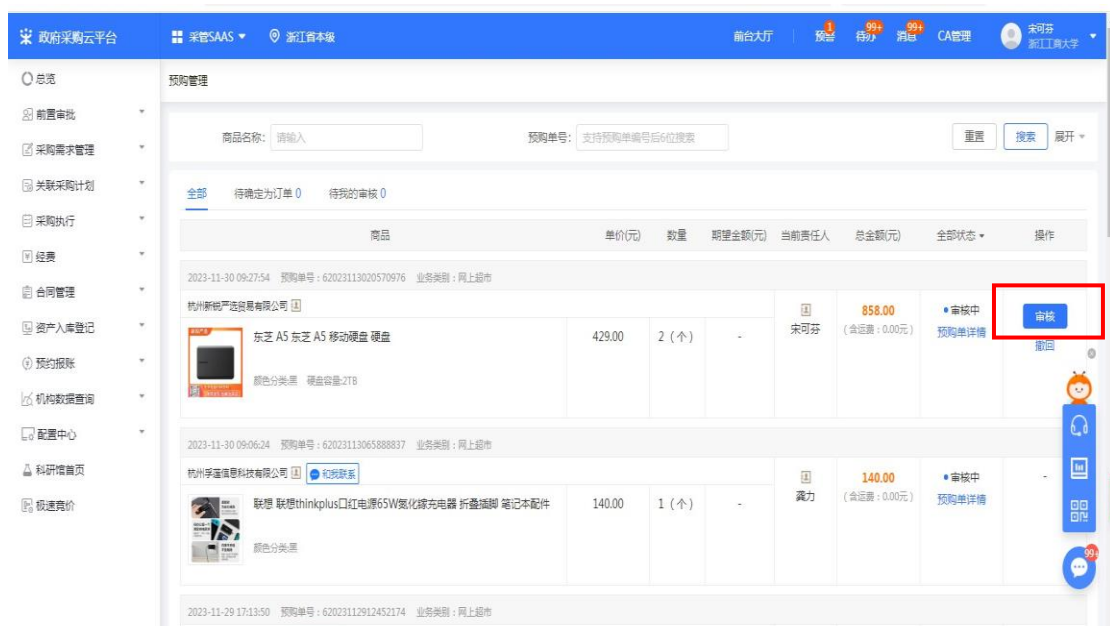 政府采购云平台 采管SAAS 浙江省本级 前台大厅 预警 1 待办 99+ 消息 99+ CA管理 宋可芬
浙江工商大学
总览
前置审批
采购需求管理
关联采购计划
采购执行
经费
合同管理
资产入库登记
预约报账
机构数据查询
配置中心
科研馆首页
极速竞价
预购管理
商品名称: 请输入 预购单号: 支持预购单编号后6位搜索 重置 搜索 展开
全部 待确定为订单 0 待我的审核 0
商品 单价(元) 数量 期望金额(元) 当前责任人 总金额(元) 全部状态 操作
2023-11-30 09:27:54 预购单号：62023113020570976 业务类别：网上超市
杭州新锐严选贸易有限公司
东芝 A5 东芝 A5 移动硬盘 硬盘 429.00 2（个） - 宋可芬 858.00 审核中 审核
颜色分类:黑 硬盘容量:2TB (含运费：0.00元) 预购单详情 撤回
2023-11-30 09:06:24 预购单号：62023113065888837 业务类别：网上超市
杭州孚莲信息科技有限公司 和我联系
联想 联想thinkplus口红电源65W氮化镓充电器 折叠插脚 笔记本配件 140.00 1（个） - 龚力 140.00 审核中 -
颜色分类:黑 (含运费：0.00元) 预购单详情
99+
2023-11-29 17:13:50 预购单号：62023112912452174 业务类别：网上超市